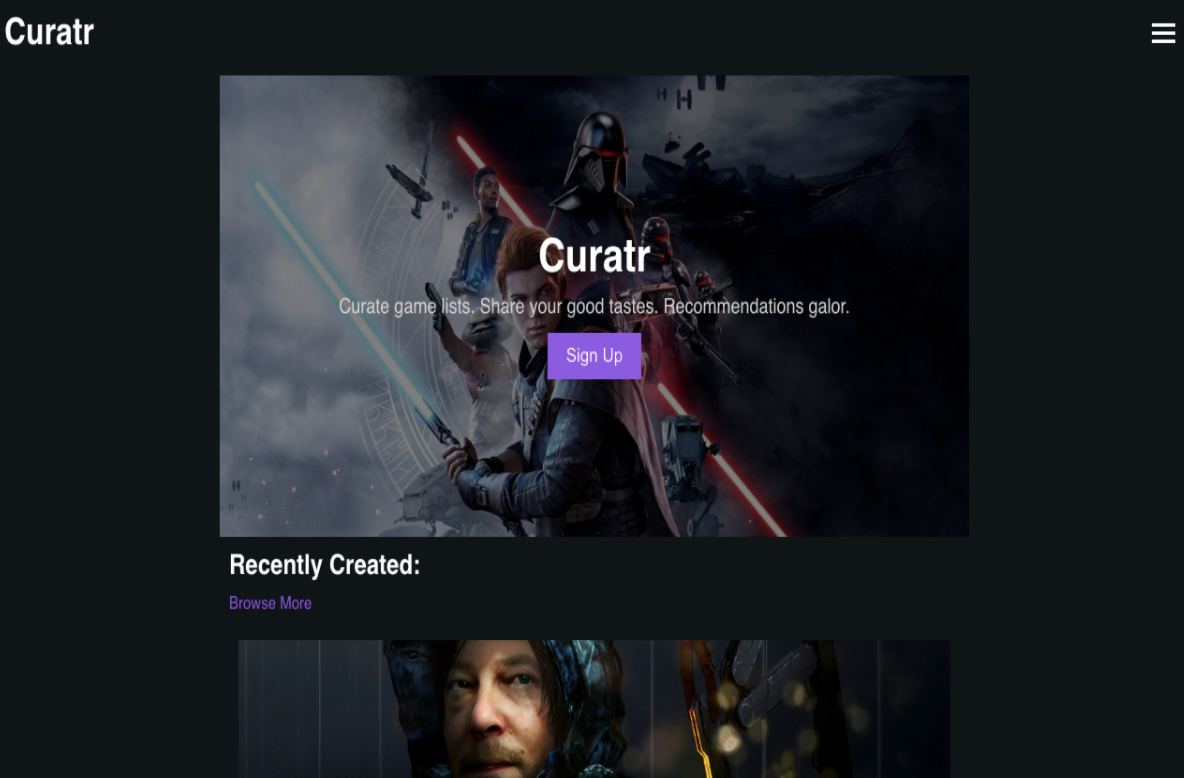 Curatr
Curatr
Curate game lists. Share your good tastes. Recommendations galor.
Sign Up
Recently Created:
Browse More